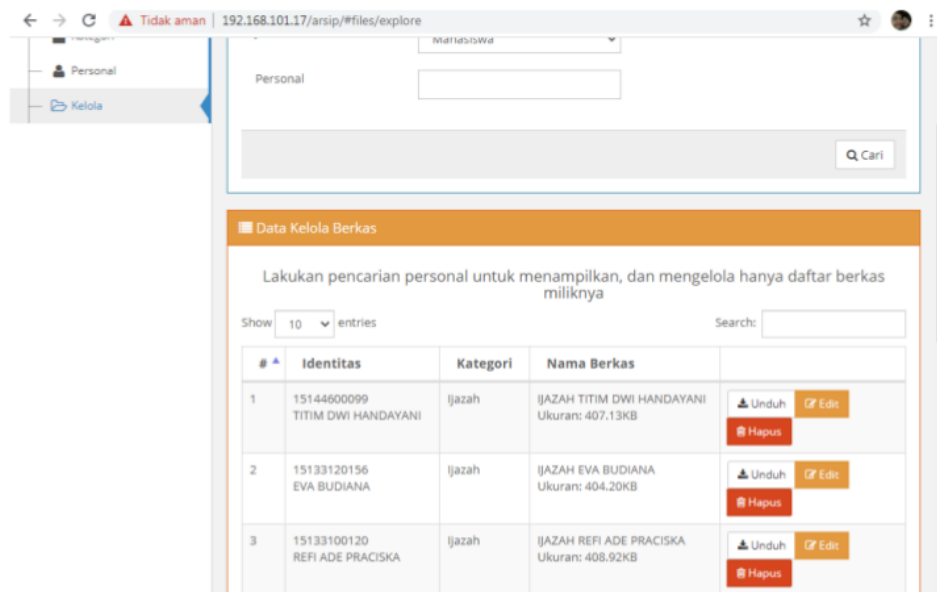 Tidak aman | 192.168.101.17/arsip/#files/explore
Mahasiswa
Personal
Personal
Kelola
Cari
Data Kelola Berkas
Lakukan pencarian personal untuk menampilkan, dan mengelola hanya daftar berkas
miliknya
Show 10 entries Search:
# Identitas Kategori Nama Berkas
1 15144600099 Ijazah IJAZAH TITIM DWI HANDAYANI Unduh Edit
TITIM DWI HANDAYANI Ukuran: 407.13KB
Hapus
2 15133120156 Ijazah IJAZAH EVA BUDIANA Unduh Edit
EVA BUDIANA Ukuran: 404.20KB
Hapus
3 15133100120 Ijazah IJAZAH REFI ADE PRACISKA Unduh Edit
REFI ADE PRACISKA Ukuran: 408.92KB
Hapus